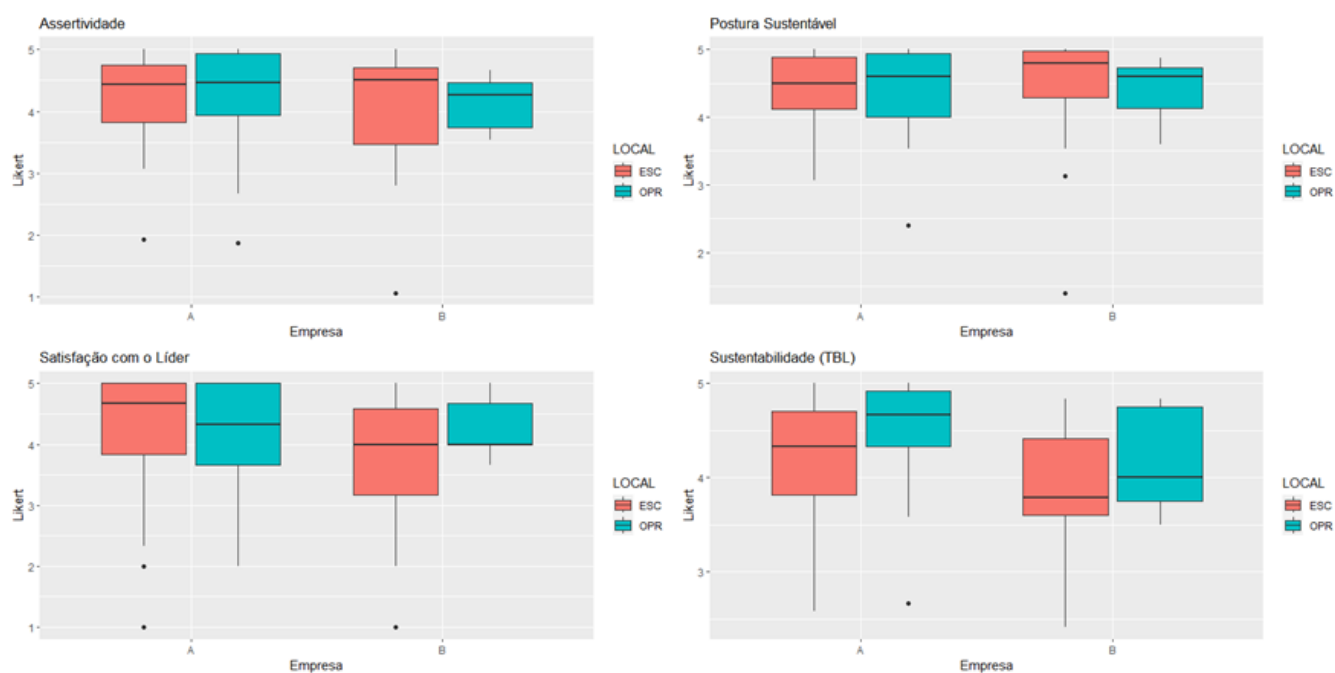 Assertividade
Likert
5
4
3
2
1
A
B
Empresa
LOCAL
ESC
OPR
Postura Sustentável
Likert
5
4
3
2
A
B
Empresa
LOCAL
ESC
OPR
Satisfação com o Líder
Likert
5
4
3
2
1
A
B
Empresa
LOCAL
ESC
OPR
Sustentabilidade (TBL)
Likert
5
4
3
A
B
Empresa
LOCAL
ESC
OPR